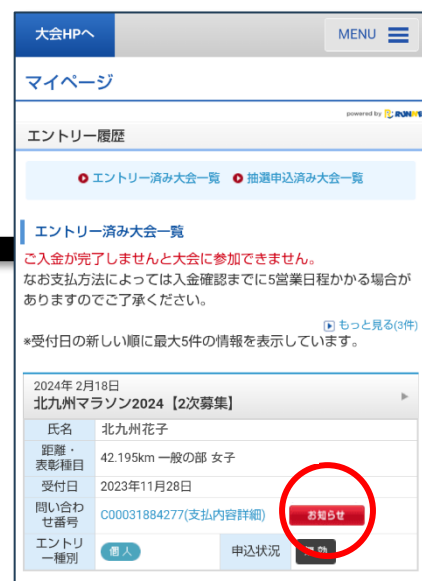 大会HPへ
MENU
マイページ
powered by RUNNET
エントリー履歴
エントリー済み大会一覧 抽選申込済み大会一覧
エントリー済み大会一覧
ご入金が完了しませんと大会に参加できません。
なお支払方法によっては入金確認までに5営業日程かかる場合が
ありますのでご了承ください。
もっと見る(3件)
*受付日の新しい順に最大5件の情報を表示しています。
2024年 2月18日
北九州マラソン2024【2次募集】
氏名 北九州花子
距離・
表彰種目 42.195km 一般の部 女子
受付日 2023年11月28日
問い合わ
せ番号 C00031884277(支払内容詳細) お知らせ
エントリ
ー種別 個人 申込状況 効